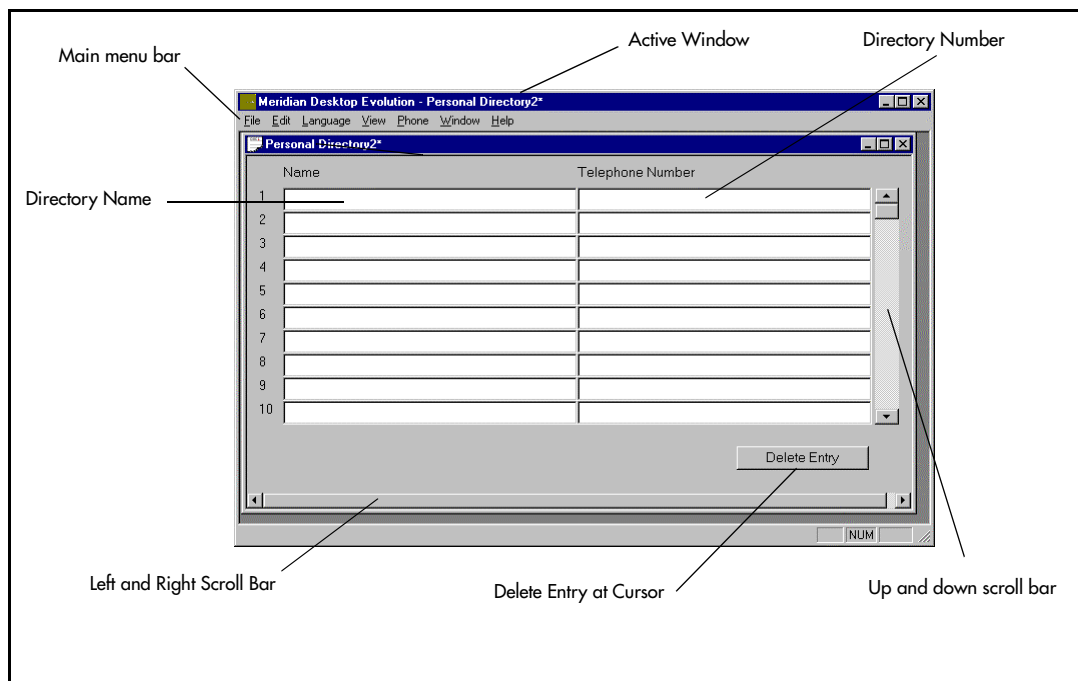 Active Window
Directory Number
Main menu bar
Meridian Desktop Evolution - Personal Directory2*
File Edit Language View Phone Window Help
Personal Directory2*
Name Telephone Number
Directory Name
1
2
3
4
5
6
7
8
9
10
Delete Entry
NUM
Left and Right Scroll Bar
Delete Entry at Cursor
Up and down scroll bar